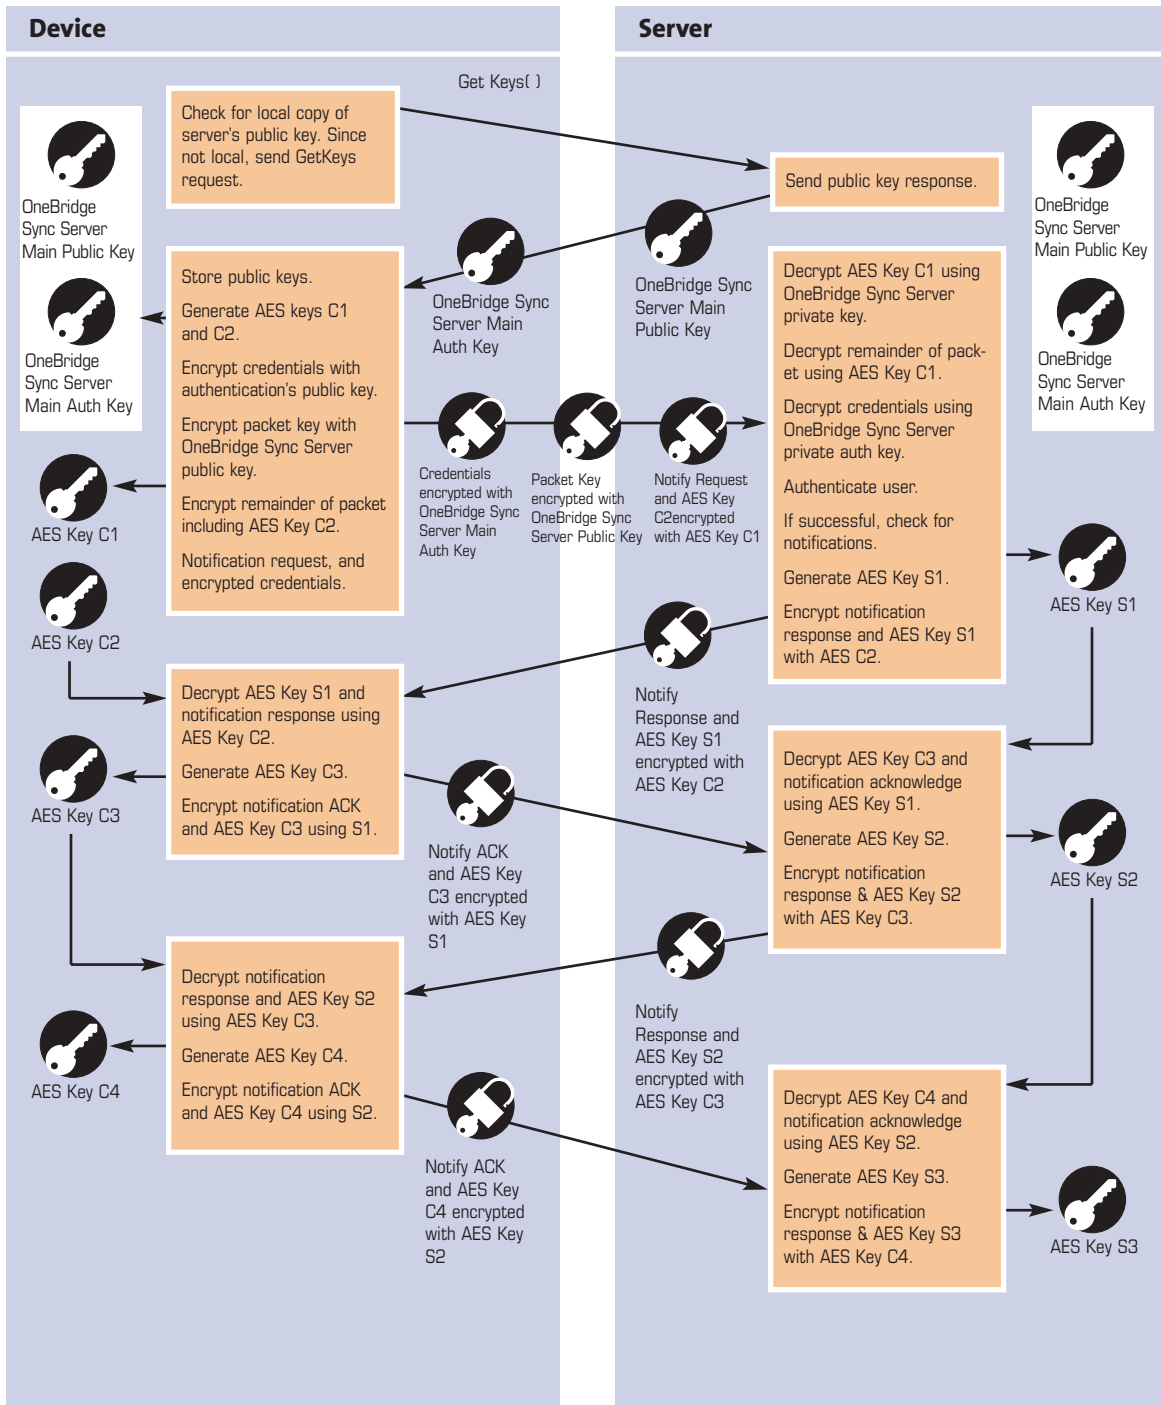 Device
Server
Get Keys( )
Check for local copy of
server's public key. Since
not local, send GetKeys
request.
Send public key response.
OneBridge
Sync Server
Main Public Key
OneBridge
Sync Server
Main Auth Key
OneBridge Sync
Server Main
Auth Key
OneBridge Sync
Server Main
Public Key
OneBridge
Sync Server
Main Public Key
OneBridge
Sync Server
Main Auth Key
Store public keys.
Generate AES keys C1
and C2.
Encrypt credentials with
authentication's public key.
Encrypt packet key with
OneBridge Sync Server
public key.
Encrypt remainder of packet
including AES Key C2.
Notification request, and
encrypted credentials.
AES Key C1
AES Key C2
Credentials
encrypted with
OneBridge Sync
Server Main
Auth Key
Packet Key
encrypted with
OneBridge Sync
Server Public Key
Notify Request
and AES Key
C2encrypted
with AES Key C1
Decrypt AES Key C1 using
OneBridge Sync Server
private key.
Decrypt remainder of pack-
et using AES Key C1.
Decrypt credentials using
OneBridge Sync Server
private auth key.
Authenticate user.
If successful, check for
notifications.
Generate AES Key S1.
Encrypt notification
response and AES Key S1
with AES C2.
AES Key S1
Notify
Response and
AES Key S1
encrypted with
AES Key C2
Decrypt AES Key S1 and
notification response using
AES Key C2.
Generate AES Key C3.
Encrypt notification ACK
and AES Key C3 using S1.
AES Key C3
Notify ACK
and AES Key
C3 encrypted
with AES Key
S1
Decrypt AES Key C3 and
notification acknowledge
using AES Key S1.
Generate AES Key S2.
Encrypt notification
response & AES Key S2
with AES Key C3.
AES Key S2
Notify
Response and
AES Key S2
encrypted with
AES Key C3
Decrypt notification
response and AES Key S2
using AES Key C3.
Generate AES Key C4.
Encrypt notification ACK
and AES Key C4 using S2.
AES Key C4
Notify ACK
and AES Key
C4 encrypted
with AES Key
S2
Decrypt AES Key C4 and
notification acknowledge
using AES Key S2.
Generate AES Key S3.
Encrypt notification
response & AES Key S3
with AES Key C4.
AES Key S3